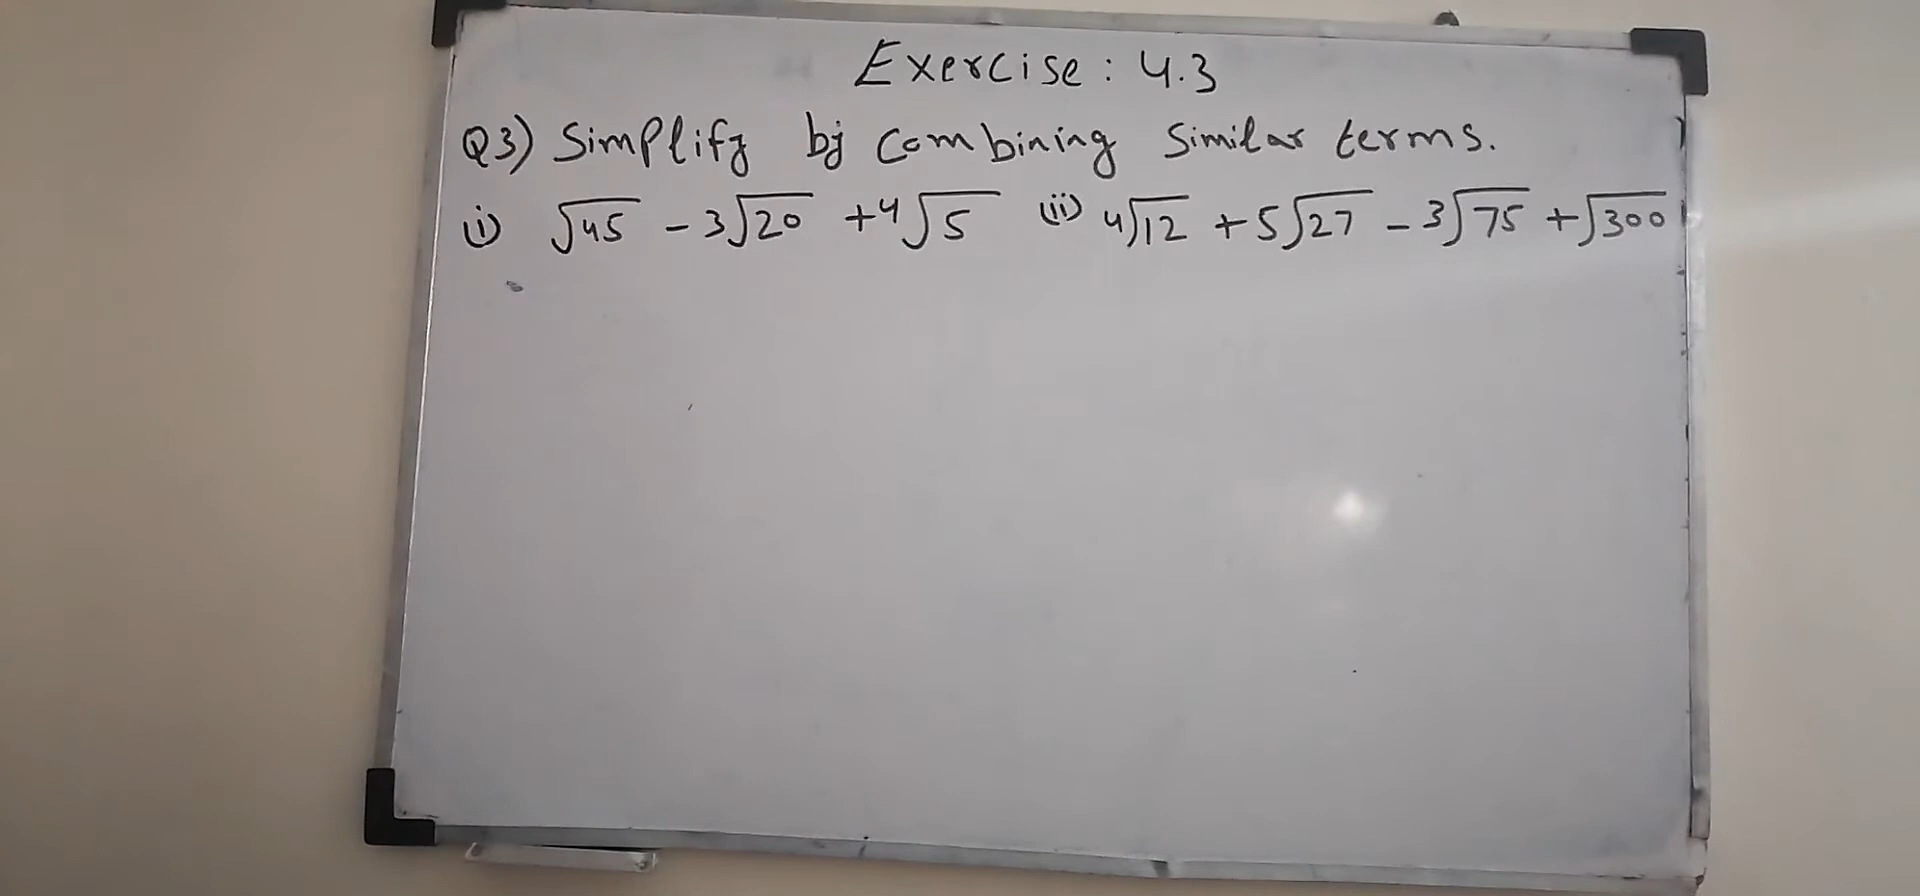 Exercise : 4.3
Q3) Simplify by combining similar terms.
(i) √45 - 3√20 + 4√5 (ii) 4√12 + 5√27 - 3√75 + √300